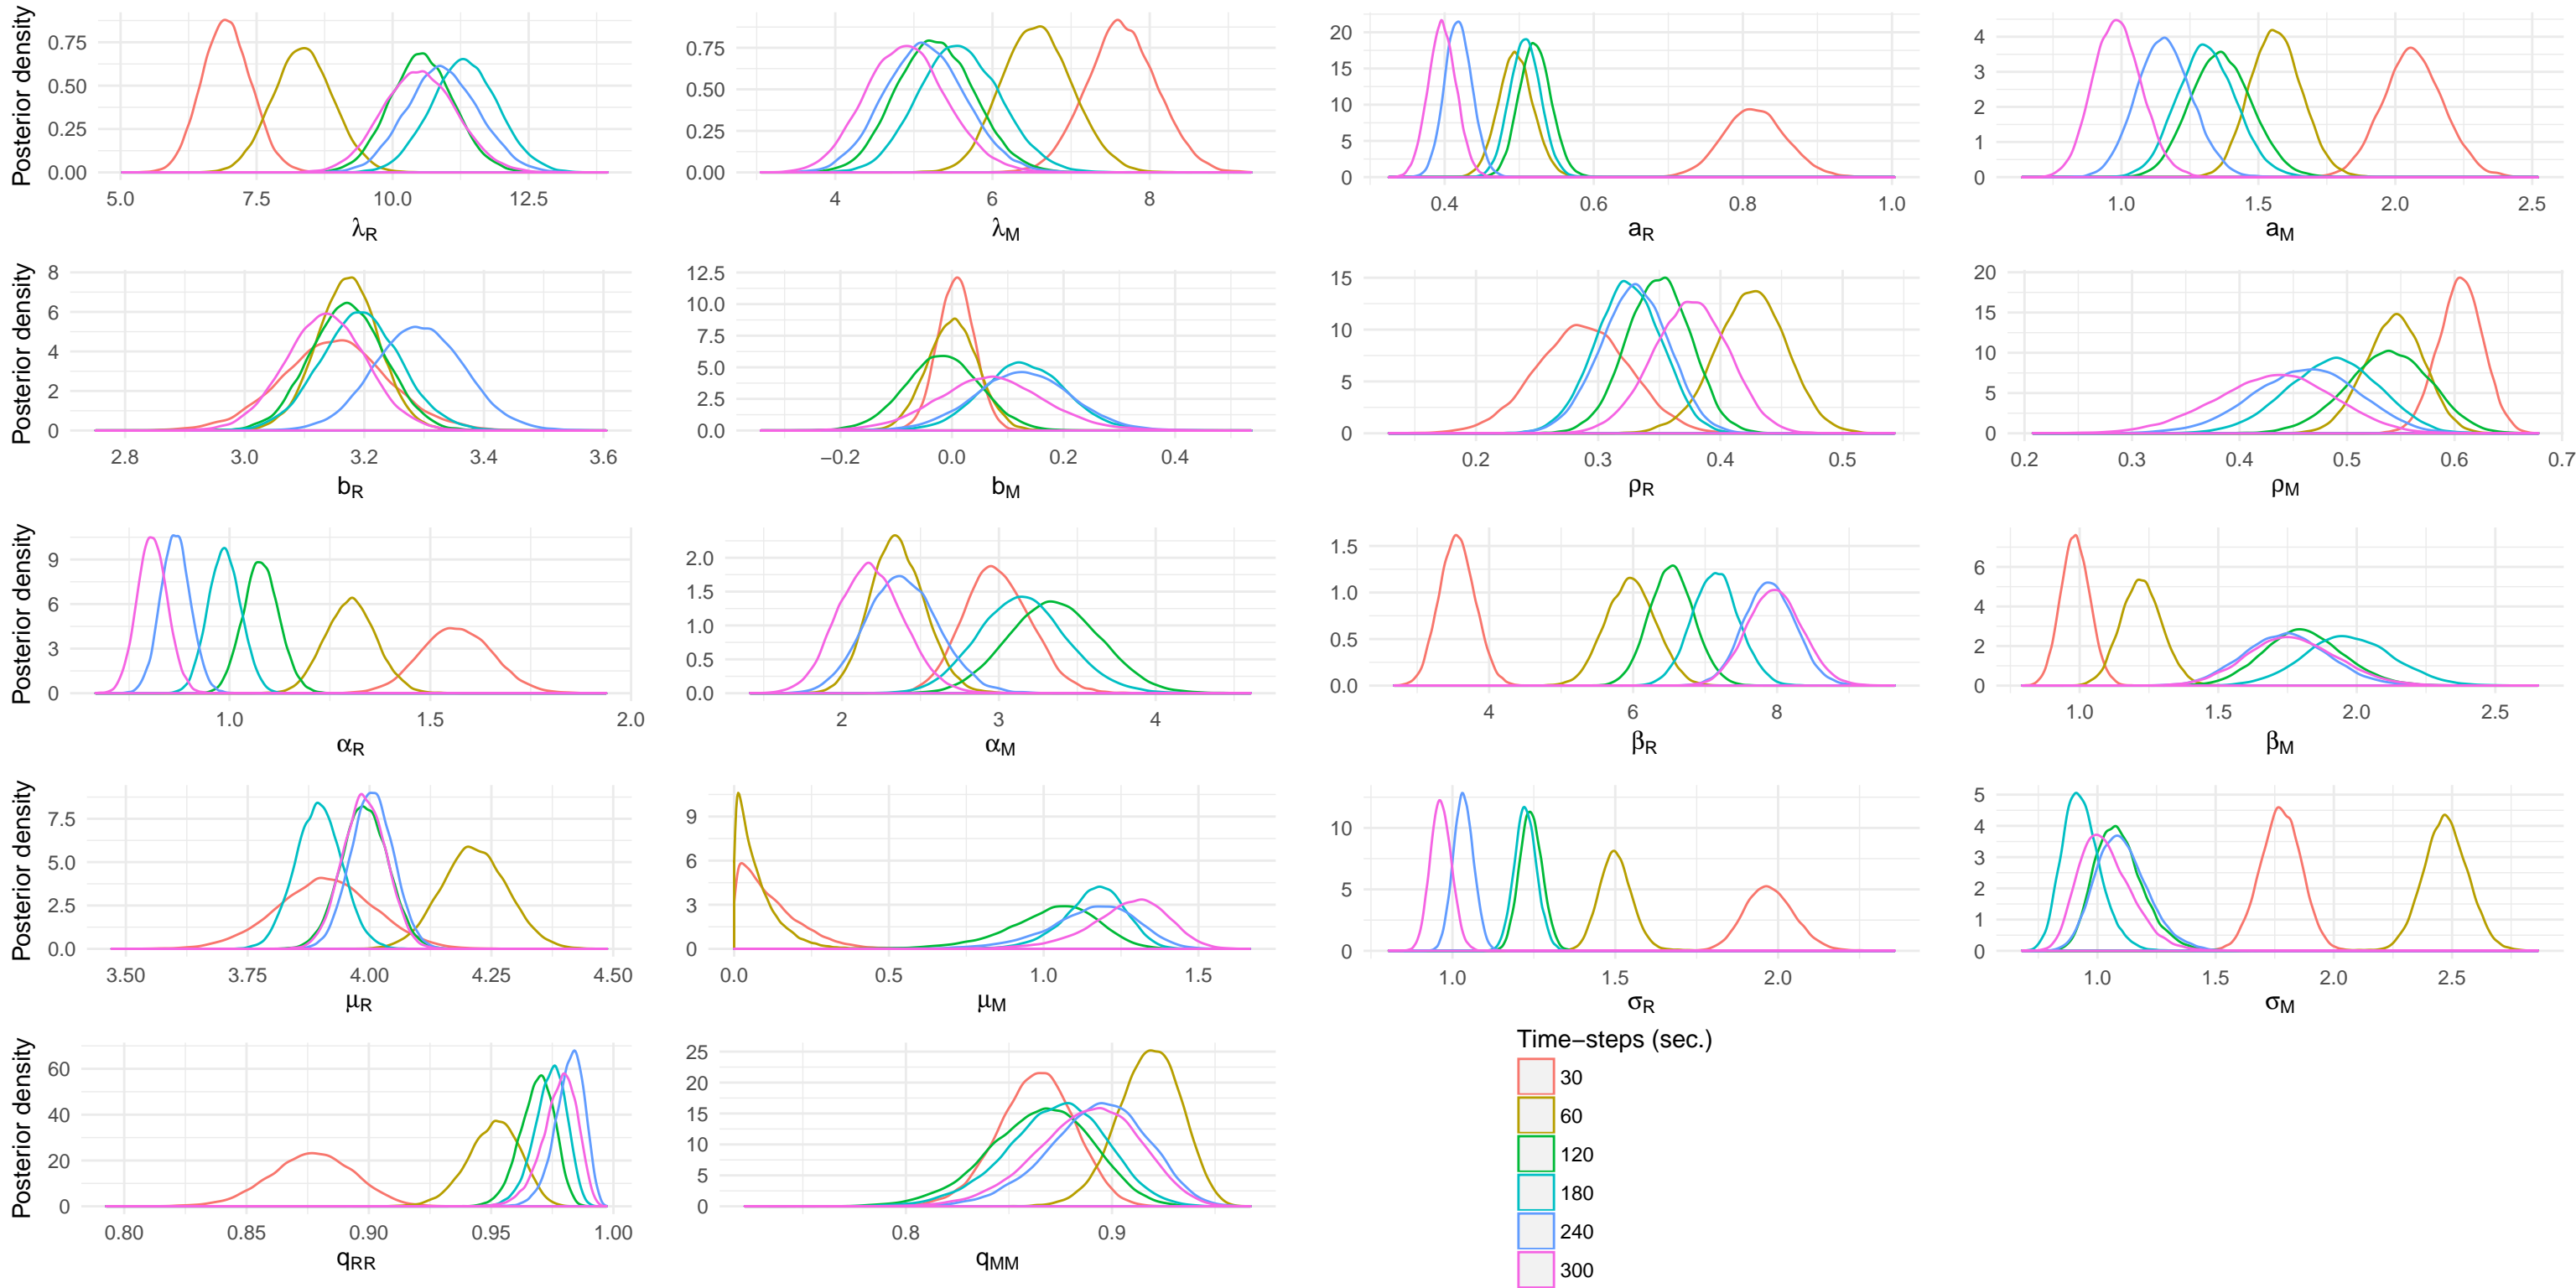 Posterior density
0.75
0.50
0.25
0.00
5.0 7.5 10.0 12.5
λR
0.75
0.50
0.25
0.00
4 6 8
λM
20
15
10
5
0
0.4 0.6 0.8 1.0
aR
4
3
2
1
0
1.0 1.5 2.0 2.5
aM
Posterior density
8
6
4
2
0
2.8 3.0 3.2 3.4 3.6
bR
12.5
10.0
7.5
5.0
2.5
0.0
−0.2 0.0 0.2 0.4
bM
15
10
5
0
0.2 0.3 0.4 0.5
ρR
20
15
10
5
0
0.2 0.3 0.4 0.5 0.6 0.7
ρM
Posterior density
9
6
3
0
1.0 1.5 2.0
αR
2.0
1.5
1.0
0.5
0.0
2 3 4
αM
1.5
1.0
0.5
0.0
4 6 8
βR
6
4
2
0
1.0 1.5 2.0 2.5
βM
Posterior density
7.5
5.0
2.5
0.0
3.50 3.75 4.00 4.25 4.50
μR
9
6
3
0
0.0 0.5 1.0 1.5
μM
10
5
0
1.0 1.5 2.0
σR
5
4
3
2
1
0
1.0 1.5 2.0 2.5
σM
Posterior density
60
40
20
0
0.80 0.85 0.90 0.95 1.00
qRR
25
20
15
10
5
0
0.8 0.9
qMM
Time−steps (sec.)
30
60
120
180
240
300